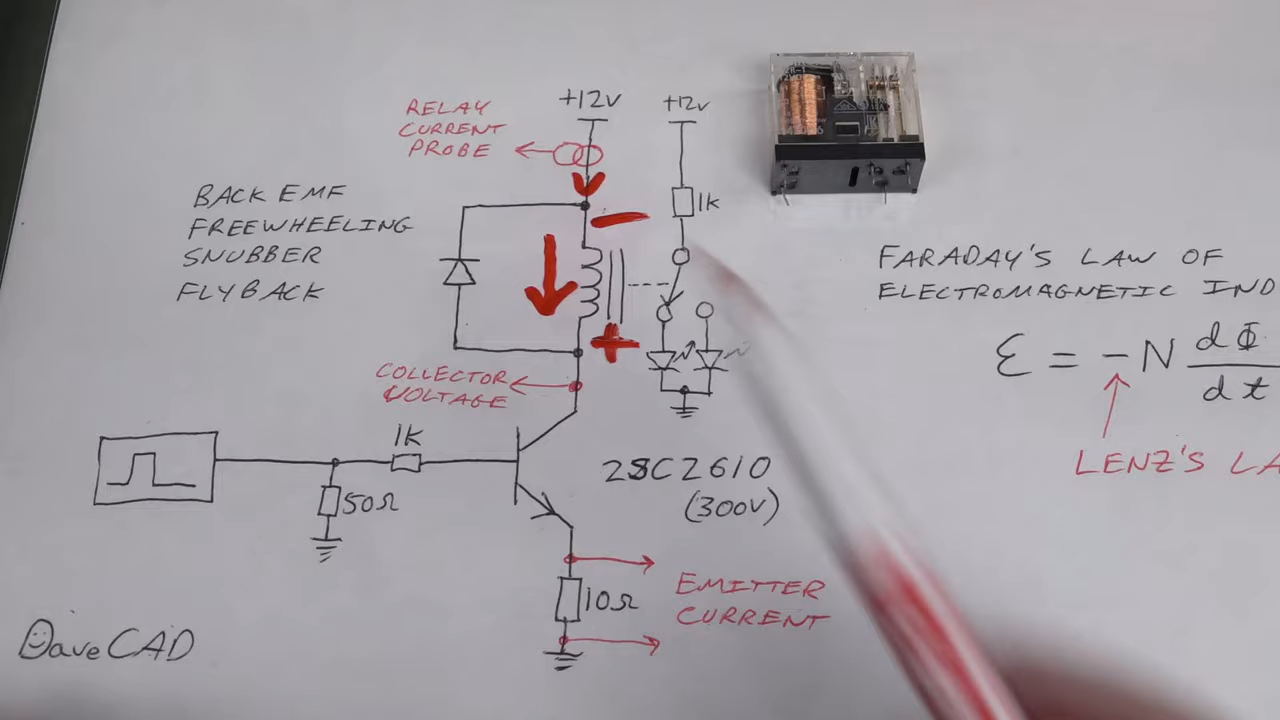 RELAY
CURRENT
PROBE
+12V
+12V
1K
BACK EMF
FREEWHEELING
SNUBBER
FLYBACK
−
+
FARADAY'S LAW OF
ELECTROMAGNETIC IND
Ɛ = -N dΦ
dt
LENZ'S LA
COLLECTOR
VOLTAGE
1K
50Ω
2SC2610
(300V)
10Ω
EMITTER
CURRENT
DaveCAD